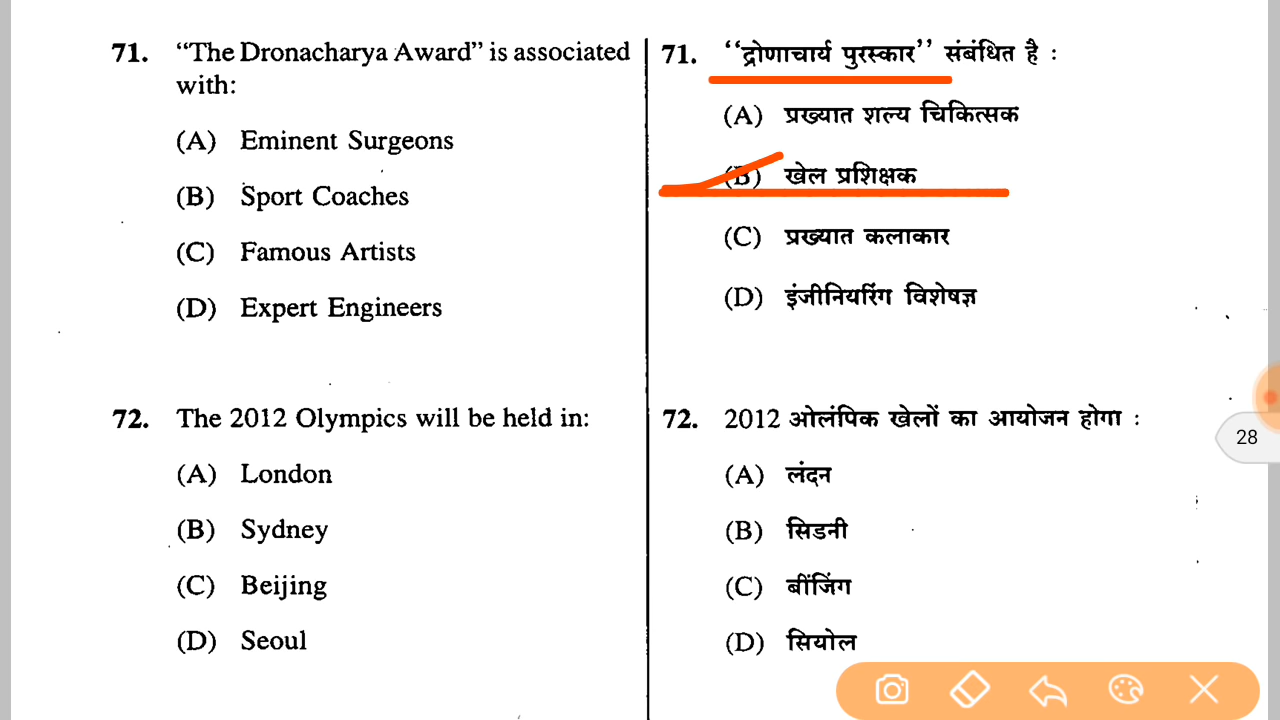 71. “The Dronacharya Award” is associated
with:
(A) Eminent Surgeons
(B) Sport Coaches
(C) Famous Artists
(D) Expert Engineers
72. The 2012 Olympics will be held in:
(A) London
(B) Sydney
(C) Beijing
(D) Seoul
71. ‘‘द्रोणाचार्य पुरस्कार’’ संबंधित है :
(A) प्रख्यात शल्य चिकित्सक
(B) खेल प्रशिक्षक
(C) प्रख्यात कलाकार
(D) इंजीनियरिंग विशेषज्ञ
72. 2012 ओलंपिक खेलों का आयोजन होगा :
(A) लंदन
(B) सिडनी
(C) बींजिंग
(D) सियोल
28